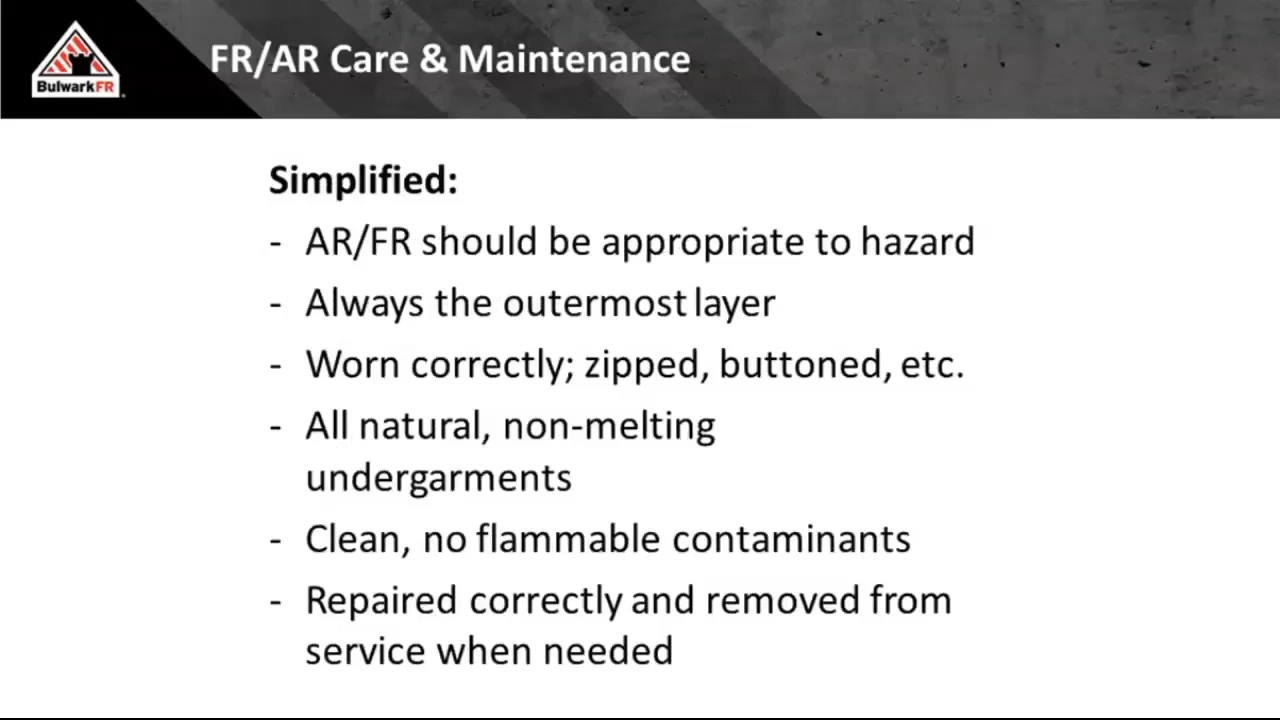 FR/AR Care & Maintenance
BulwarkFR
Simplified:
- AR/FR should be appropriate to hazard
- Always the outermost layer
- Worn correctly; zipped, buttoned, etc.
- All natural, non-melting
undergarments
- Clean, no flammable contaminants
- Repaired correctly and removed from
service when needed